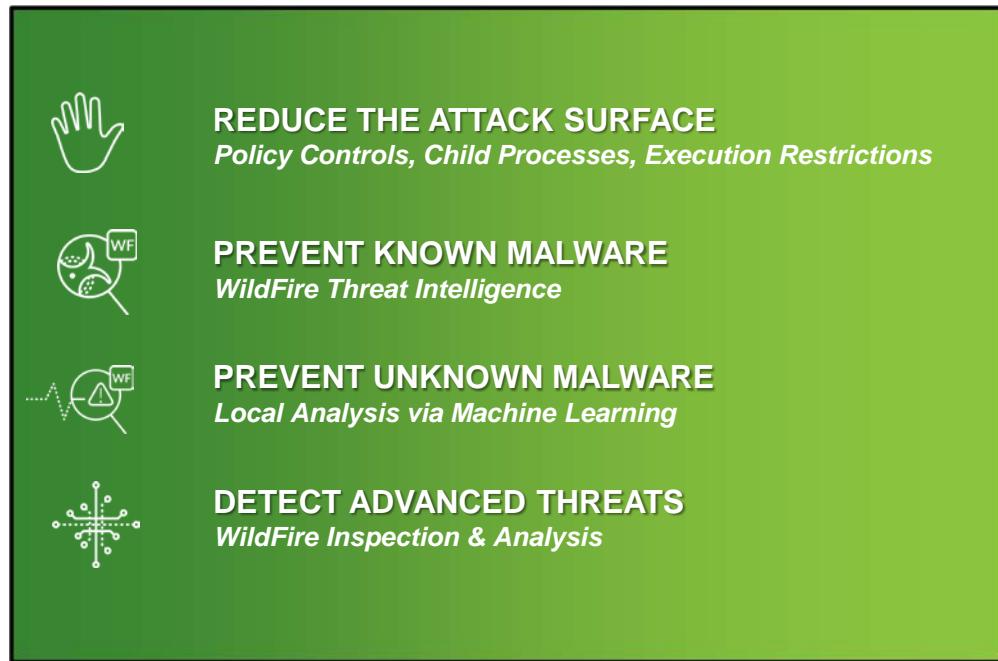 REDUCE THE ATTACK SURFACE
Policy Controls, Child Processes, Execution Restrictions
WF
PREVENT KNOWN MALWARE
WildFire Threat Intelligence
WF
PREVENT UNKNOWN MALWARE
Local Analysis via Machine Learning
DETECT ADVANCED THREATS
WildFire Inspection & Analysis